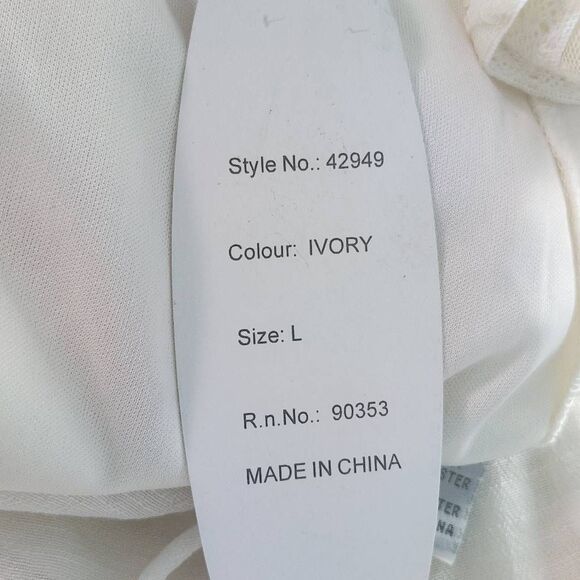 Style No.: 42949
Colour: IVORY
Size: L
R.n.No.: 90353
MADE IN CHINA